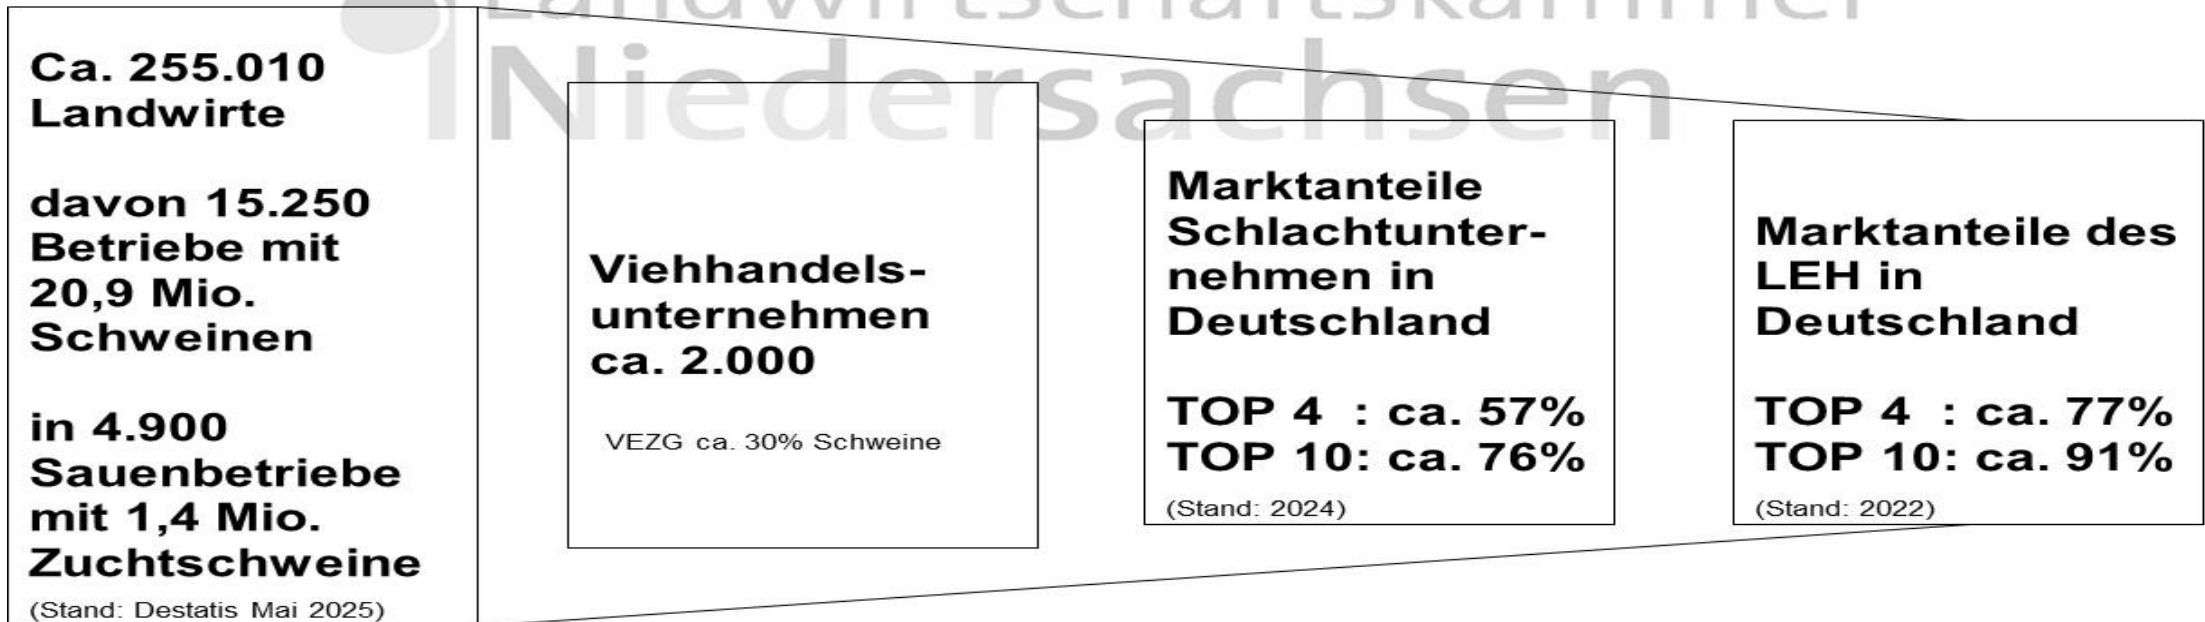 Landwirtschaftskammer
Niedersachsen
Ca. 255.010
Landwirte
davon 15.250
Betriebe mit
20,9 Mio.
Schweinen
in 4.900
Sauenbetriebe
mit 1,4 Mio.
Zuchtschweine
(Stand: Destatis Mai 2025)
Viehhandels-
unternehmen
ca. 2.000
VEZG ca. 30% Schweine
Marktanteile
Schlachtunter-
nehmen in
Deutschland
TOP 4 : ca. 57%
TOP 10: ca. 76%
(Stand: 2024)
Marktanteile des
LEH in
Deutschland
TOP 4 : ca. 77%
TOP 10: ca. 91%
(Stand: 2022)